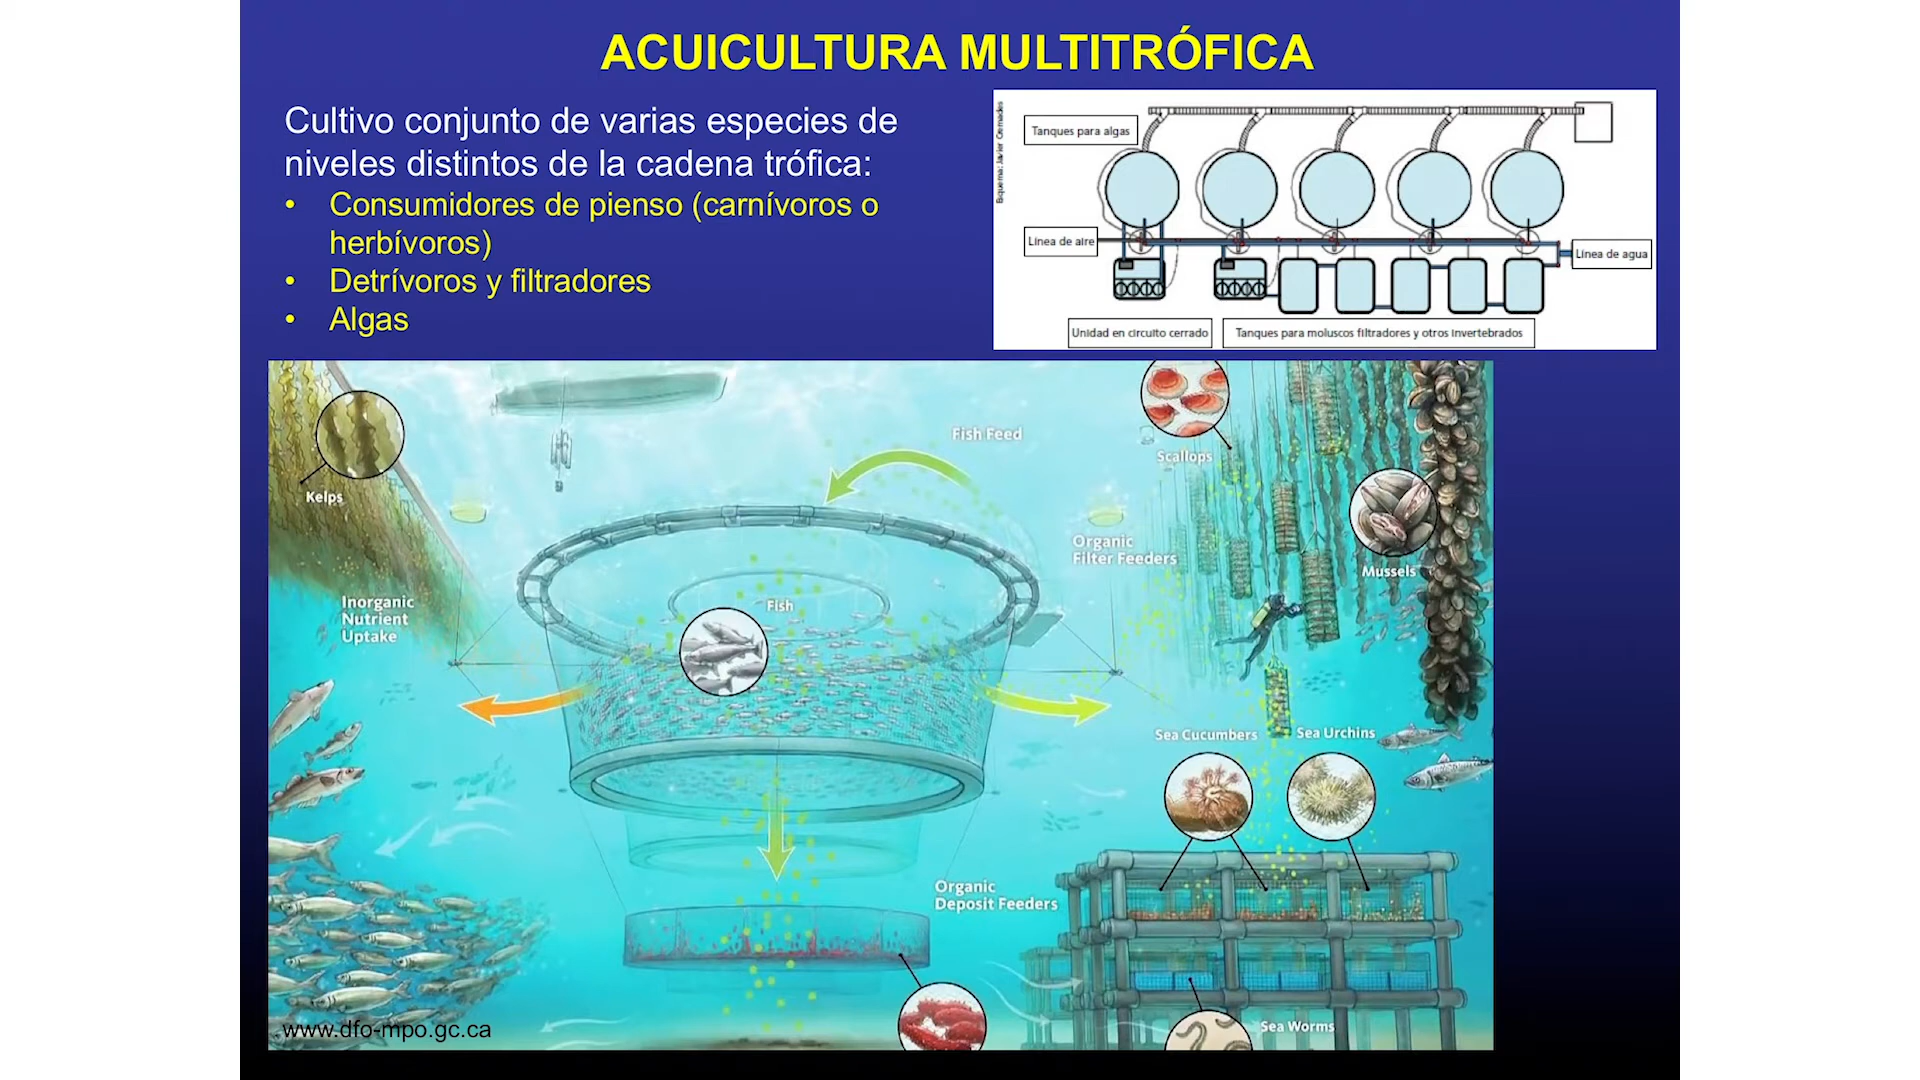 ACUICULTURA MULTITRÓFICA
Cultivo conjunto de varias especies de
niveles distintos de la cadena trófica:
• Consumidores de pienso (carnívoros o
herbívoros)
• Detrívoros y filtradores
• Algas
Esquema: Javier Cremades
Tanques para algas
Línea de aire
Línea de agua
Unidad en circuito cerrado
Tanques para moluscos filtradores y otros invertebrados
Kelps
Fish Feed
Scallops
Organic
Filter Feeders
Mussels
Inorganic
Nutrient
Uptake
Fish
Sea Cucumbers
Sea Urchins
Organic
Deposit Feeders
Sea Worms
www.dfo-mpo.gc.ca